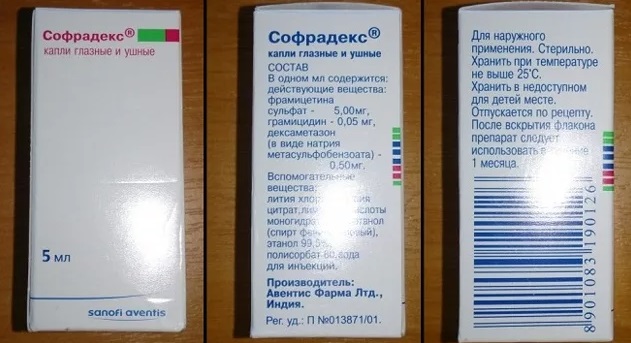 Софрадекс®
капли глазные и ушные
5 мл
sanofi aventis
Софрадекс®
капли глазные и ушные
СОСТАВ
В одном мл содержится:
действующие вещества:
фрамицетина
сульфат - 5,00мг,
грамицидин - 0,05 мг,
дексаметазон
(в виде натрия
метасульфобензоата) -
0,50мг.
Вспомогательные
вещества:
лития
цитрат,
моногидрат
(спирт
этанол 99,5%,
полисорбат-80, вода
для инъекций.
Производитель:
Авентис Фарма Лтд.,
Индия.
Рег. уд.: П №013871/01.
Для наружного
применения. Стерильно.
Хранить при температуре
не выше 25°С.
Хранить в недоступном
для детей месте.
Отпускается по рецепту.
После вскрытия флакона
препарат следует
использовать в
1 месяца.
8901083190126